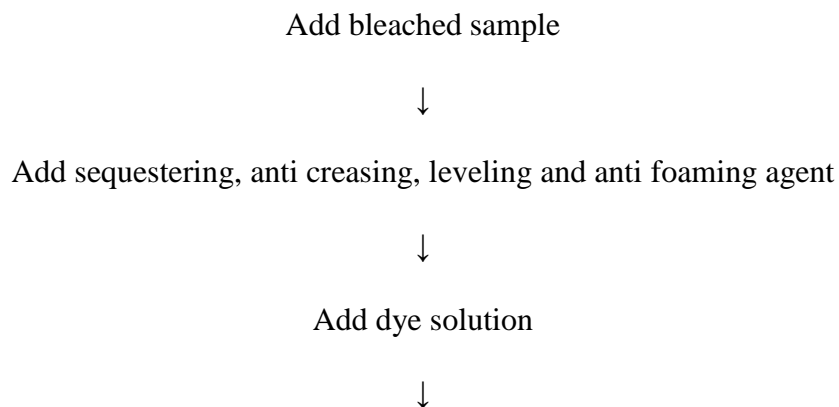 Add bleached sample
↓
Add sequestering, anti creasing, leveling and anti foaming agent
↓
Add dye solution
↓